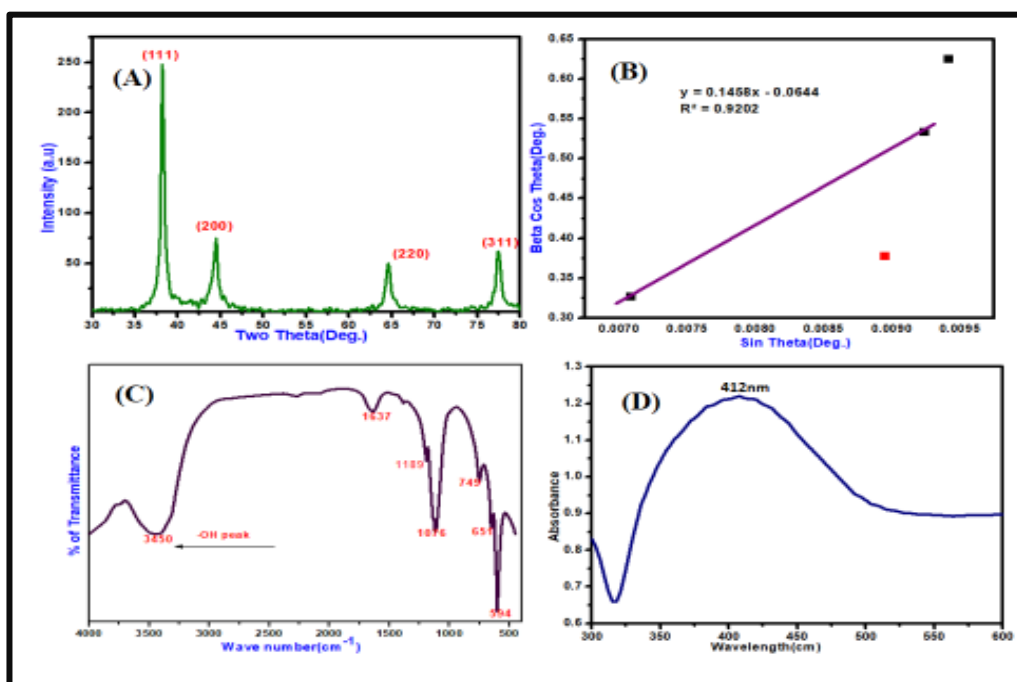 (A)
(111)
(200)
(220)
(311)
Intensity (a.u)
250
200
150
100
50
30 35 40 45 50 55 60 65 70 75 80
Two Theta(Deg.)
(B)
y = 0.1458x - 0.0644
R² = 0.9202
Beta Cos Theta(Deg.)
0.65
0.60
0.55
0.50
0.45
0.40
0.35
0.30
0.0070 0.0075 0.0080 0.0085 0.0090 0.0095
Sin Theta(Deg.)
(C)
% of Transmittance
1637
1189
749
3450
-OH peak
1076
651
594
4000 3500 3000 2500 2000 1500 1000 500
Wave number(cm⁻¹)
(D)
412nm
Absorbance
1.3
1.2
1.1
1.0
0.9
0.8
0.7
0.6
300 350 400 450 500 550 600
Wavelength(cm)